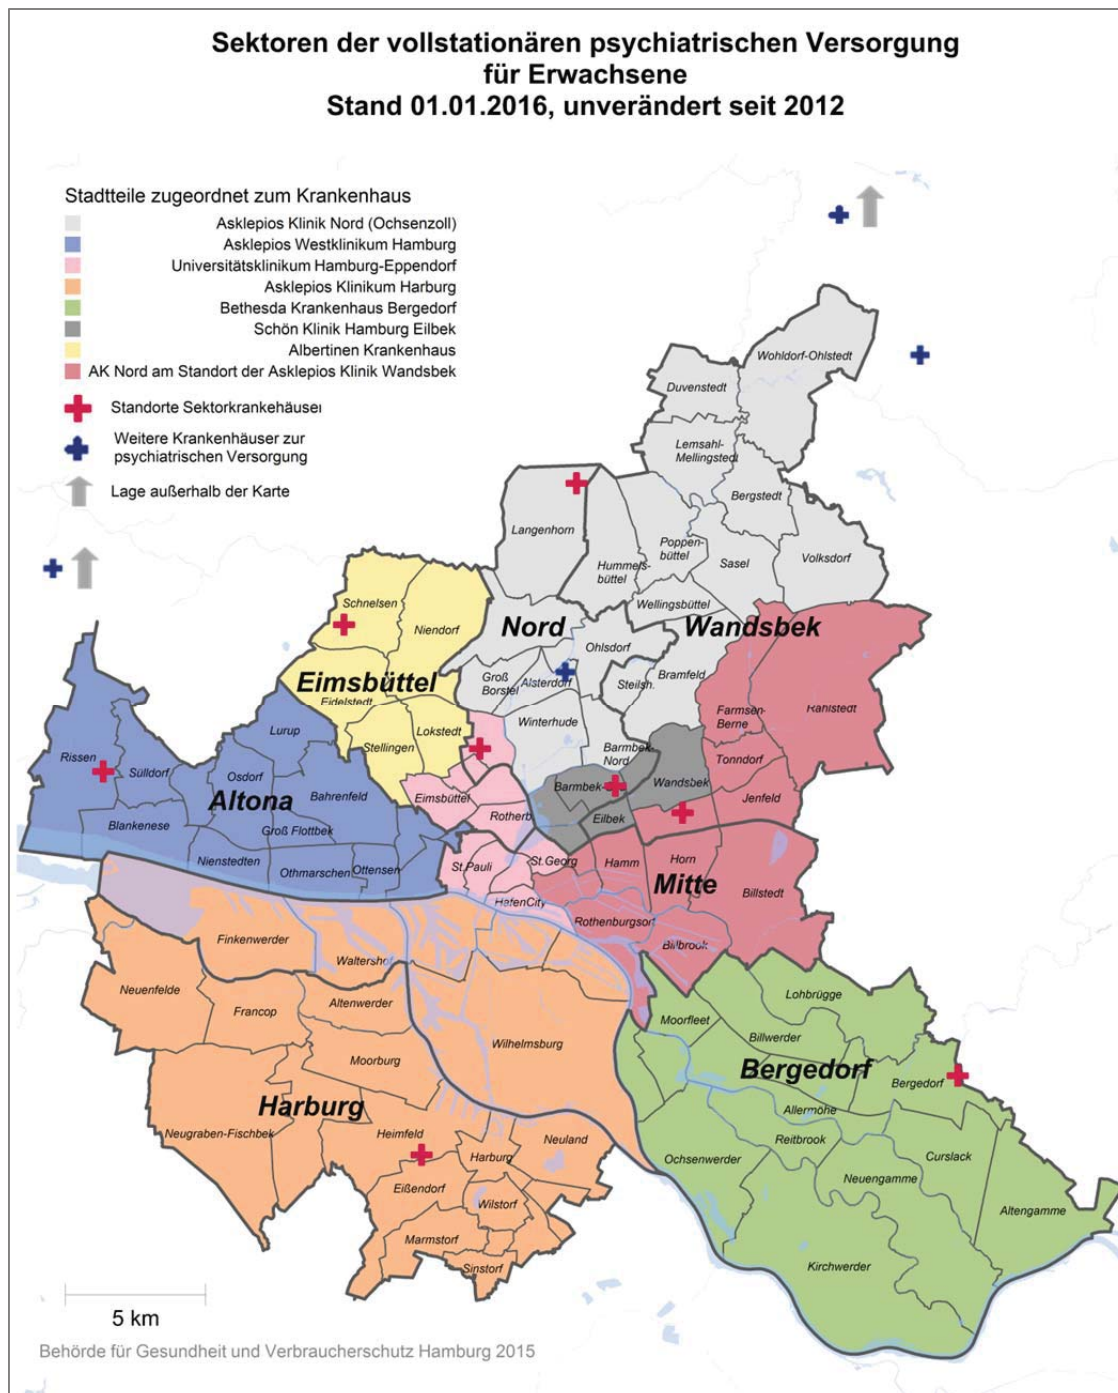 Sektoren der vollstationären psychiatrischen Versorgung
für Erwachsene
Stand 01.01.2016, unverändert seit 2012
Stadtteile zugeordnet zum Krankenhaus
Asklepios Klinik Nord (Ochsenzoll)
Asklepios Westklinikum Hamburg
Universitätsklinikum Hamburg-Eppendorf
Asklepios Klinikum Harburg
Bethesda Krankenhaus Bergedorf
Schön Klinik Hamburg Eilbek
Albertinen Krankenhaus
AK Nord am Standort der Asklepios Klinik Wandsbek
Standorte Sektorkrankehäuser
Weitere Krankenhäuser zur
psychiatrischen Versorgung
Lage außerhalb der Karte
Wohldorf-Ohlstedt
Duvenstedt
Lemsahl-
Mellingstedt
Bergstedt
Langenhorn
Poppen-
büttel
Hummels-
büttel
Sasel
Volksdorf
Wellingsbüttel
Schnelsen
Niendorf
Nord
Wandsbek
Ohlsdorf
Groß
Borstel
Alsterdorf
Steilsh.
Bramfeld
Eimsbüttel
Eidelstedt
Lokstedt
Stellingen
Winterhude
Farmsen-
Berne
Rahlstedt
Lurup
Rissen
Sülldorf
Osdorf
Bahrenfeld
Altona
Blankenese
Groß Flottbek
Nienstedten
Othmarschen
Ottensen
Barmbek-
Nord
Tonndorf
Wandsbek
Barmbek-
Eilbek
Jenfeld
Eimsbüttel
Rotherb
St.Pauli
St.Georg
Hamm
Horn
Mitte
Billstedt
HafenCity
Rothenburgsort
Billbrook
Finkenwerder
Waltershof
Neuenfelde
Francop
Altenwerder
Moorburg
Wilhelmsburg
Harburg
Neugraben-Fischbek
Heimfeld
Harburg
Neuland
Eißendorf
Wilstorf
Marmstorf
Sinstorf
Lohbrügge
Moorfleet
Billwerder
Bergedorf
Bergedorf
Allermöhe
Reitbrook
Curslack
Ochsenwerder
Neuengamme
Altengamme
Kirchwerder
5 km
Behörde für Gesundheit und Verbraucherschutz Hamburg 2015